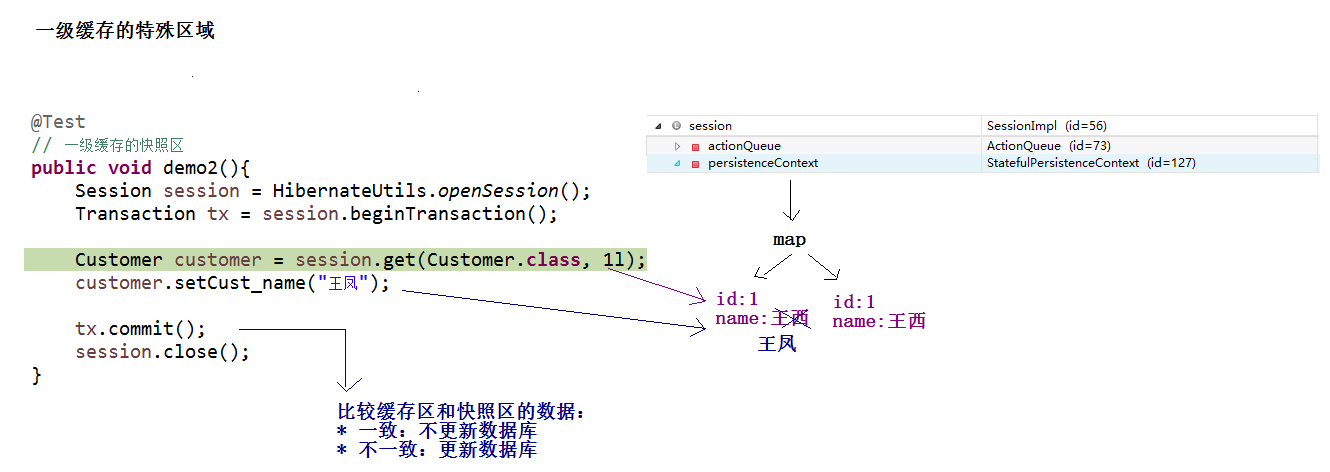 一级缓存的特殊区域
@Test
// 一级缓存的快照区
public void demo2(){
Session session = HibernateUtils.openSession();
Transaction tx = session.beginTransaction();
Customer customer = session.get(Customer.class, 1l);
customer.setCust_name("王凤");
tx.commit();
session.close();
}
比较缓存区和快照区的数据：
* 一致：不更新数据库
* 不一致：更新数据库
session SessionImpl (id=56)
actionQueue ActionQueue (id=73)
persistenceContext StatefulPersistenceContext (id=127)
map
id:1
name:王西
王凤
id:1
name:王西